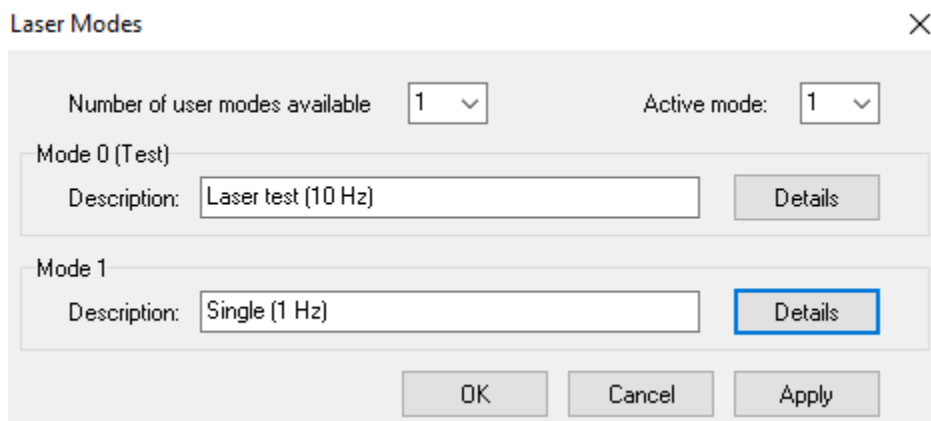 Laser Modes
Number of user modes available 1 Active mode: 1
Mode 0 (Test)
Description: Laser test (10 Hz) Details
Mode 1
Description: Single (1 Hz) Details
OK Cancel Apply